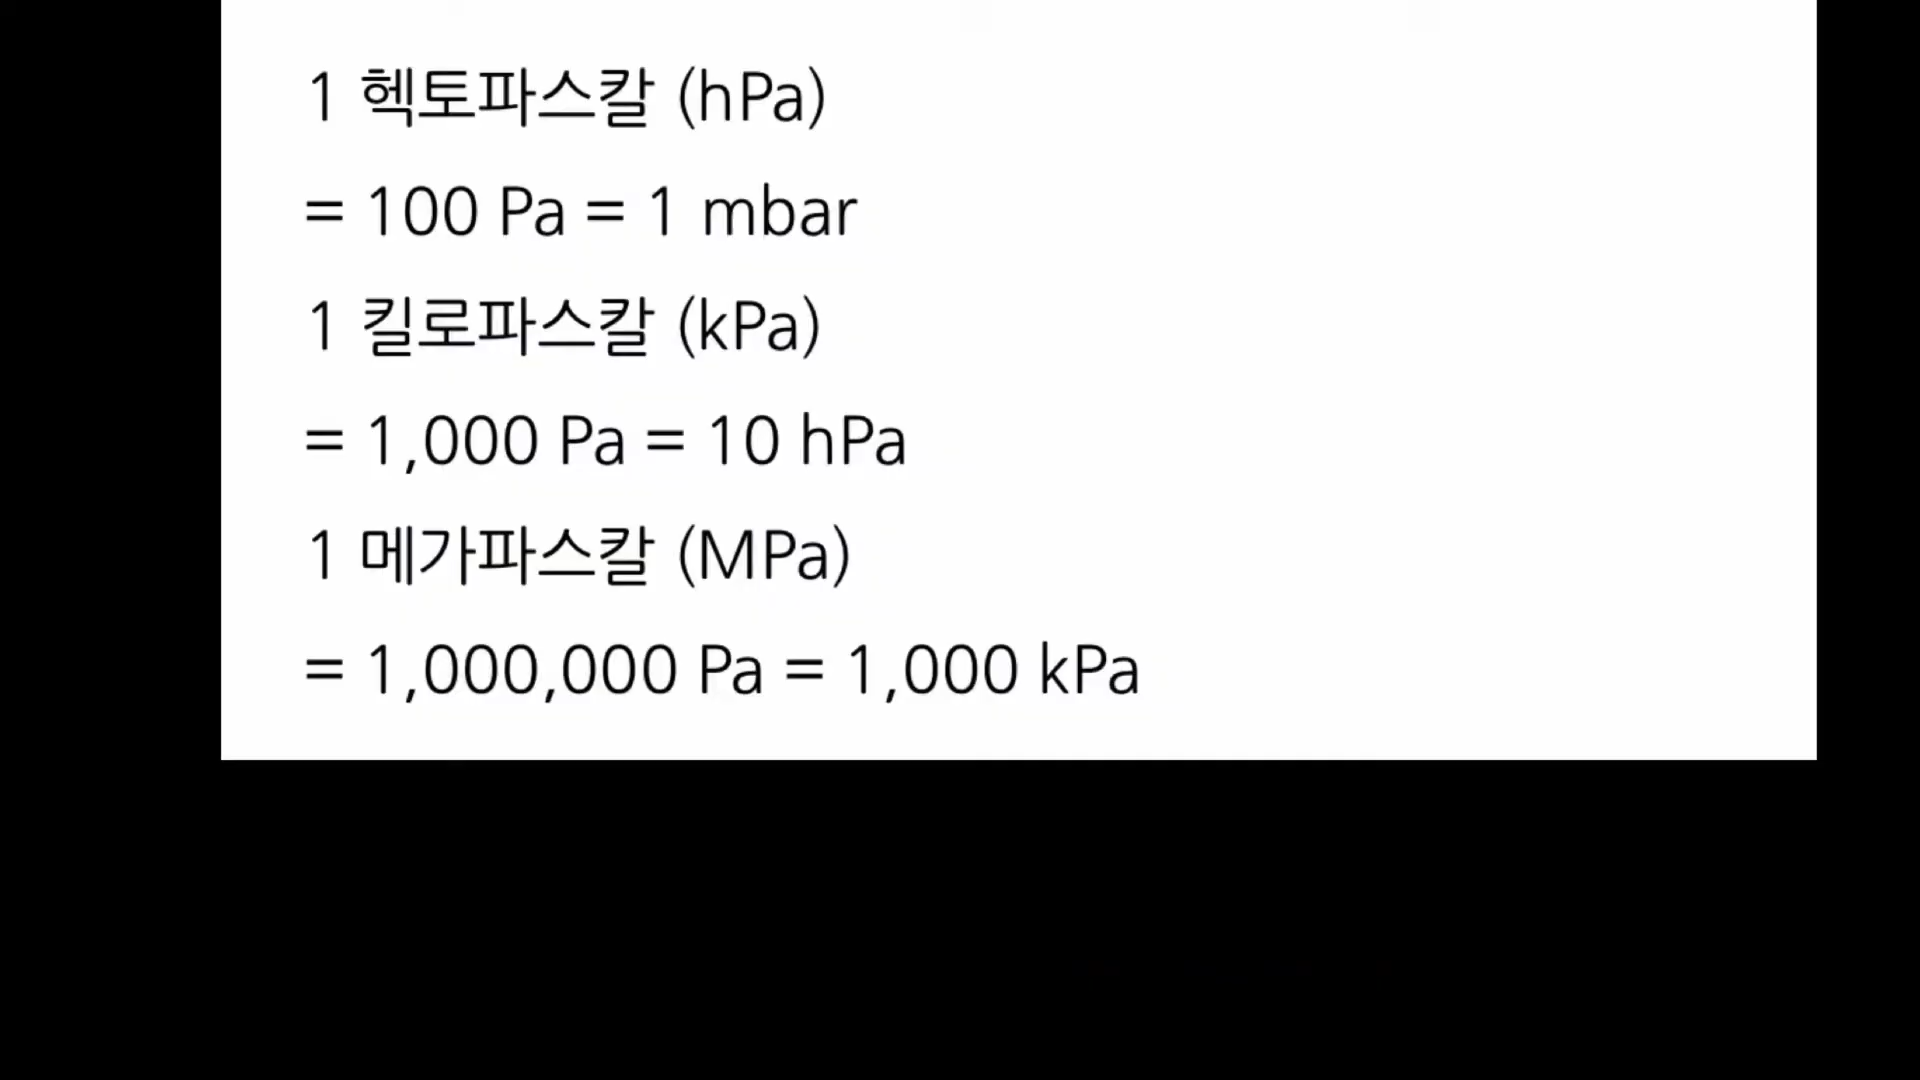 1 헥토파스칼 (hPa)
= 100 Pa = 1 mbar
1 킬로파스칼 (kPa)
= 1,000 Pa = 10 hPa
1 메가파스칼 (MPa)
= 1,000,000 Pa = 1,000 kPa